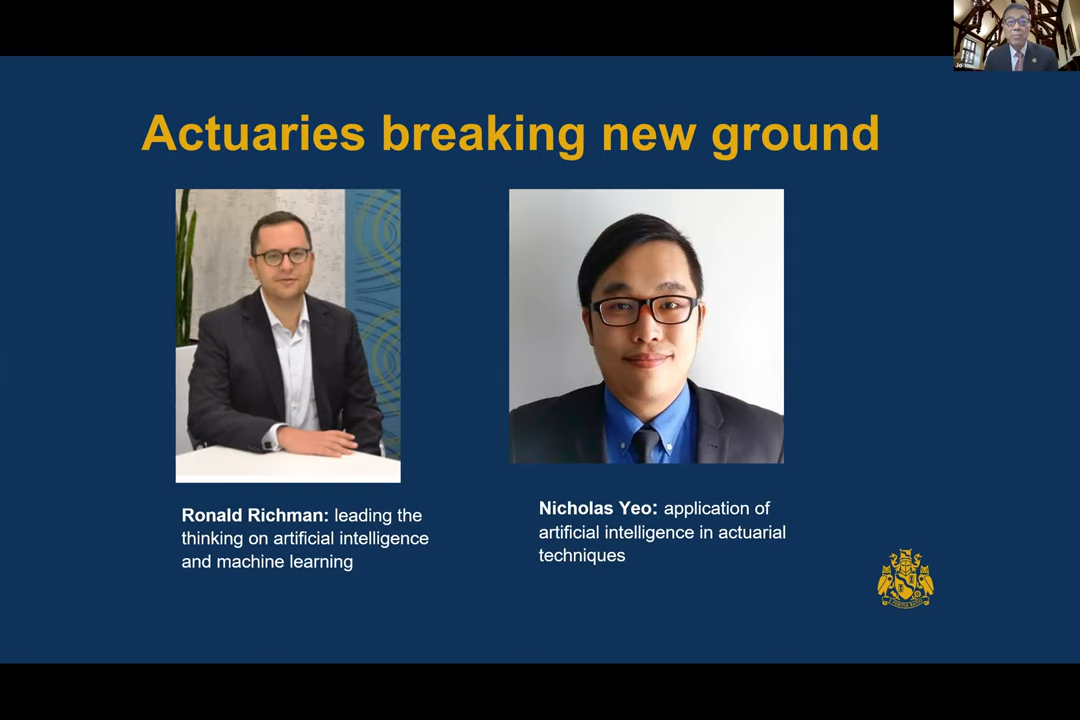 Jo
Actuaries breaking new ground
Ronald Richman: leading the
thinking on artificial intelligence
and machine learning
Nicholas Yeo: application of
artificial intelligence in actuarial
techniques